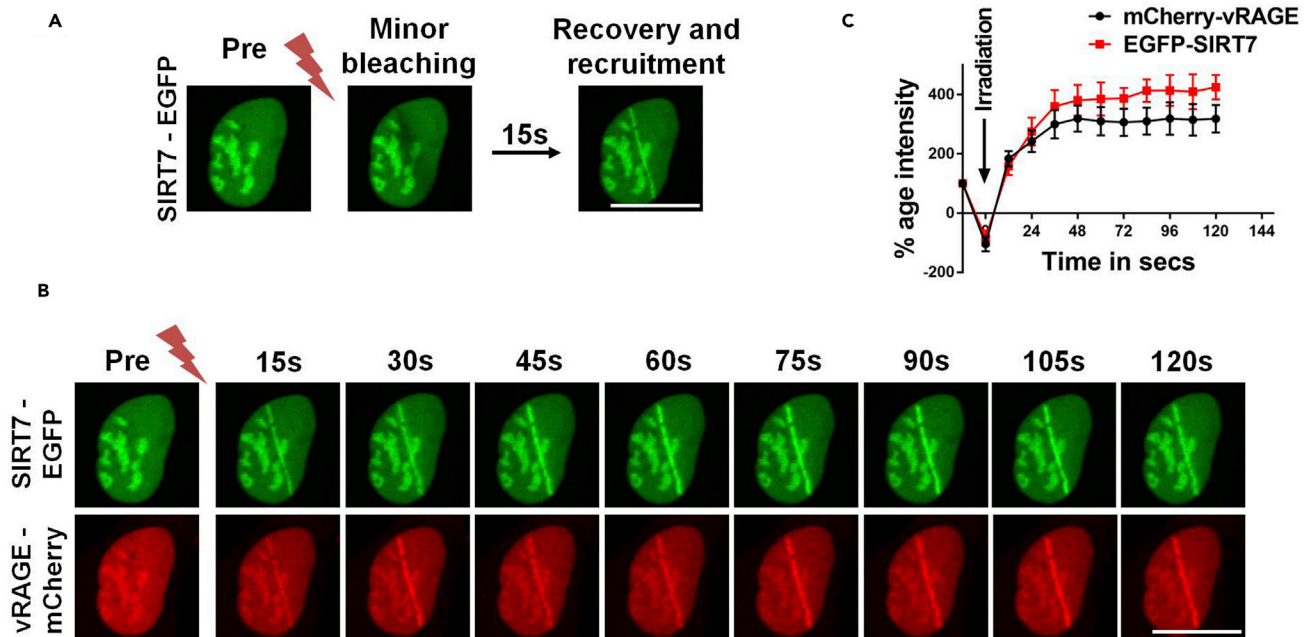 A
Pre
Minor
bleaching
Recovery and
recruitment
SIRT7 - EGFP
15s
C
mCherry-vRAGE
EGFP-SIRT7
Irradiation
% age intensity
400
200
0
-200
0
24
48
72
96
120
144
Time in secs
B
Pre
15s
30s
45s
60s
75s
90s
105s
120s
SIRT7 -
EGFP
vRAGE -
mCherry